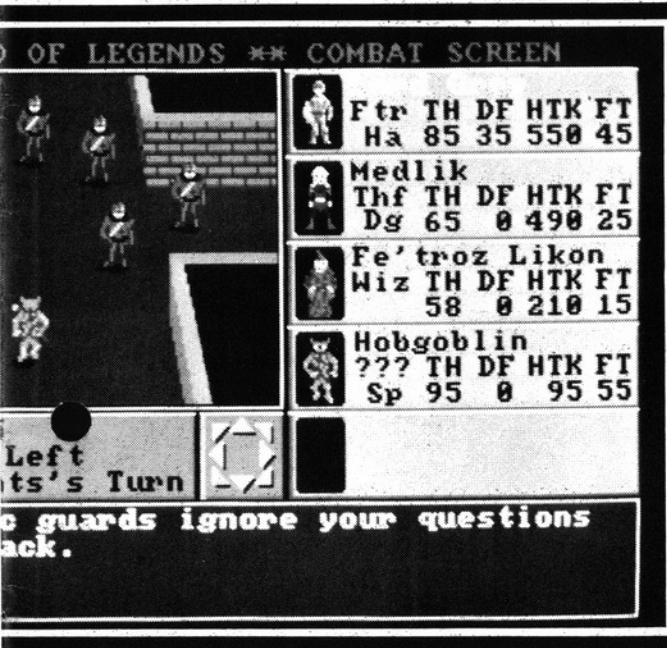 OF LEGENDS ** COMBAT SCREEN
Ftr TH DF HTK FT
Ha 85 35 550 45
Medlik
Thf TH DF HTK FT
Dg 65 0 490 25
Fe'troz Likon
Wiz TH DF HTK FT
58 0 210 15
Hobgoblin
??? TH DF HTK FT
Sp 95 0 95 55
Left
nts's Turn
c guards ignore your questions
ack.